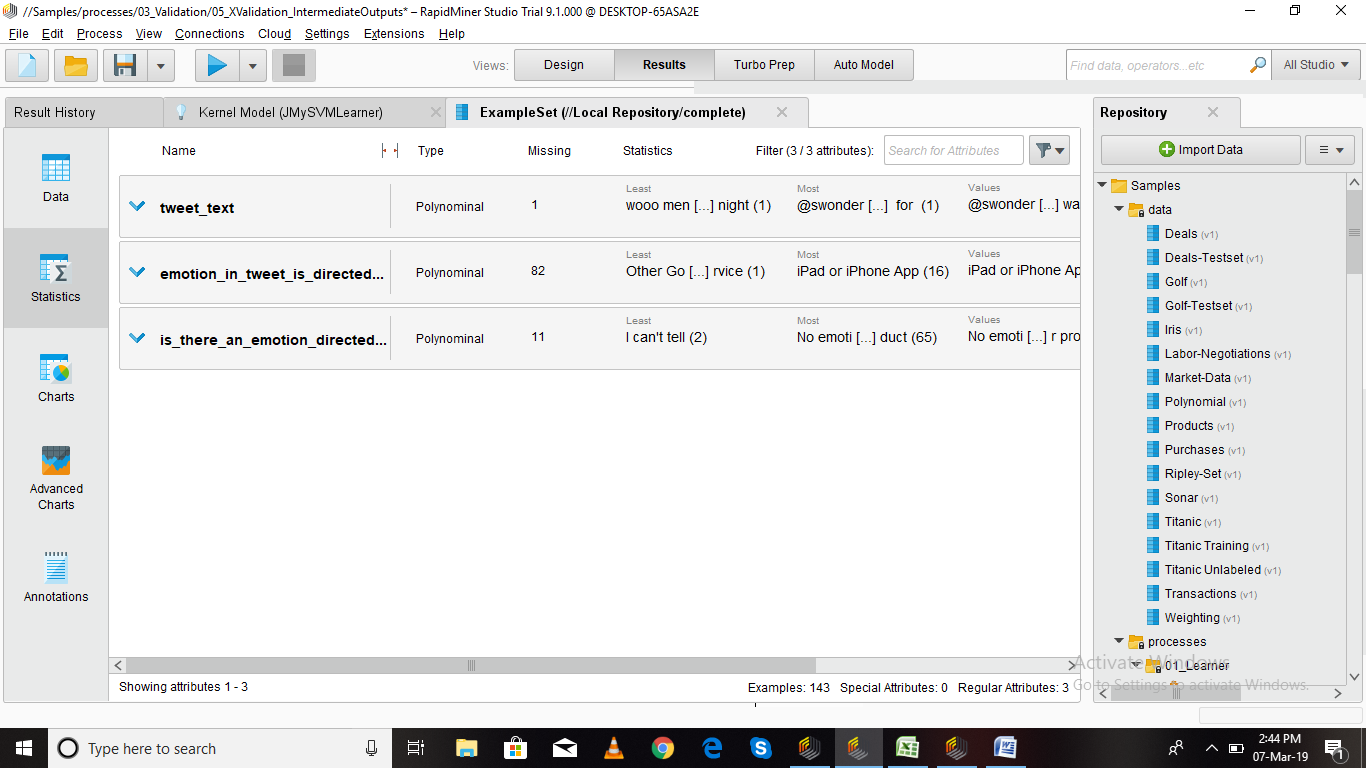 //Samples/processes/03_Validation/05_XValidation_IntermediateOutputs* – RapidMiner Studio Trial 9.1.000 @ DESKTOP-65ASA2E
File Edit Process View Connections Cloud Settings Extensions Help
Views: Design Results Turbo Prep Auto Model
Find data, operators...etc All Studio
Result History
Kernel Model (JMySVMLearner)
ExampleSet (//Local Repository/complete)
Data
Statistics
Charts
Advanced
Charts
Annotations
Name Type Missing Statistics Filter (3 / 3 attributes): Search for Attributes
Least Most Values
tweet_text Polynominal 1 wooo men [...] night (1) @swonder [...] for (1) @swonder [...] wa
Least Most Values
emotion_in_tweet_is_directed... Polynominal 82 Other Go [...] rvice (1) iPad or iPhone App (16) iPad or iPhone Ap
Least Most Values
is_there_an_emotion_directed... Polynominal 11 I can't tell (2) No emoti [...] duct (65) No emoti [...] r pro
Showing attributes 1 - 3
Examples: 143 Special Attributes: 0 Regular Attributes: 3
Repository
Import Data
Samples
data
Deals (v1)
Deals-Testset (v1)
Golf (v1)
Golf-Testset (v1)
Iris (v1)
Labor-Negotiations (v1)
Market-Data (v1)
Polynomial (v1)
Products (v1)
Purchases (v1)
Ripley-Set (v1)
Sonar (v1)
Titanic (v1)
Titanic Training (v1)
Titanic Unlabeled (v1)
Transactions (v1)
Weighting (v1)
processes
01_Learner
Activate Windows
Go to Settings to activate Windows.
Type here to search
2:44 PM
07-Mar-19
1